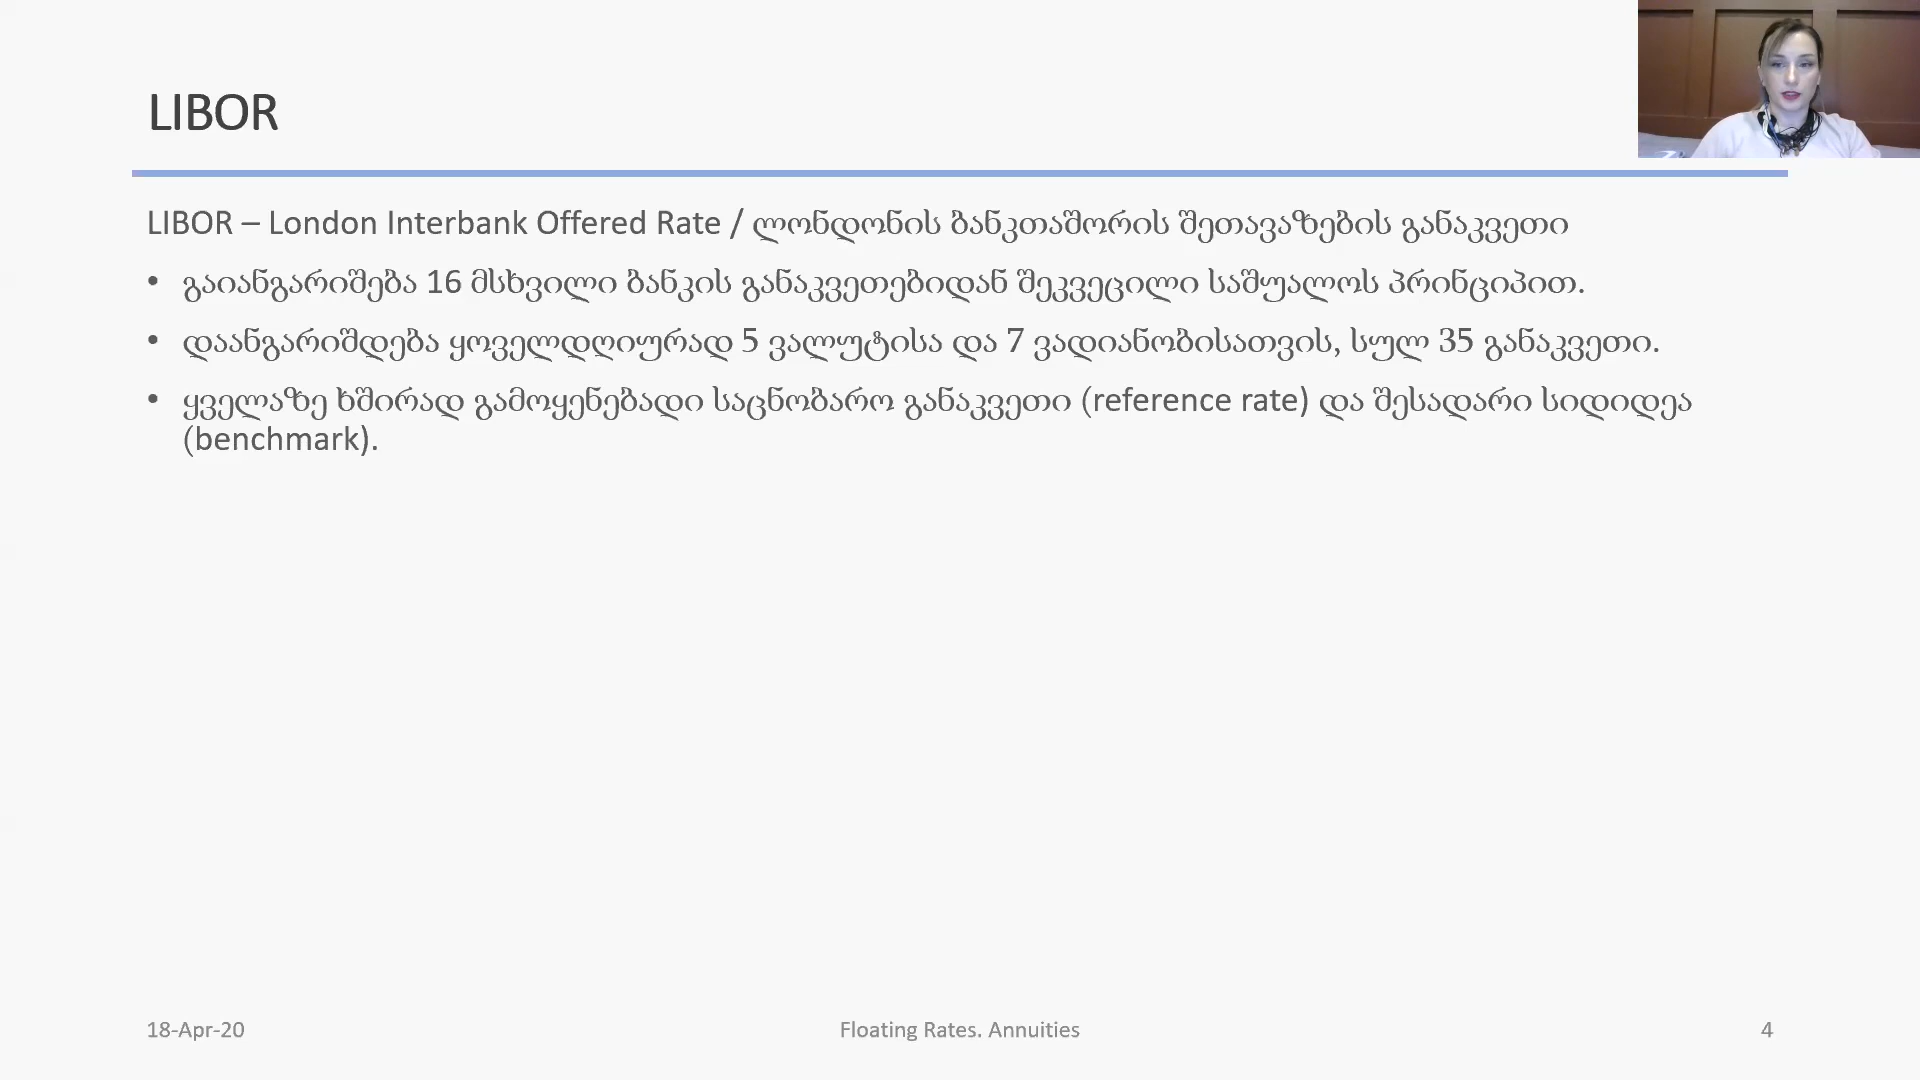 LIBOR
LIBOR – London Interbank Offered Rate / ლონდონის ბანკთაშორის შეთავაზების განაკვეთი
• გაიანგარიშება 16 მსხვილი ბანკის განაკვეთებიდან შეკვეცილი საშუალოს პრინციპით.
• დაანგარიშდება ყოველდღიურად 5 ვალუტისა და 7 ვადიანობისათვის, სულ 35 განაკვეთი.
• ყველაზე ხშირად გამოყენებადი საცნობარო განაკვეთი (reference rate) და შესადარი სიდიდეა
(benchmark).
18-Apr-20
Floating Rates. Annuities
4